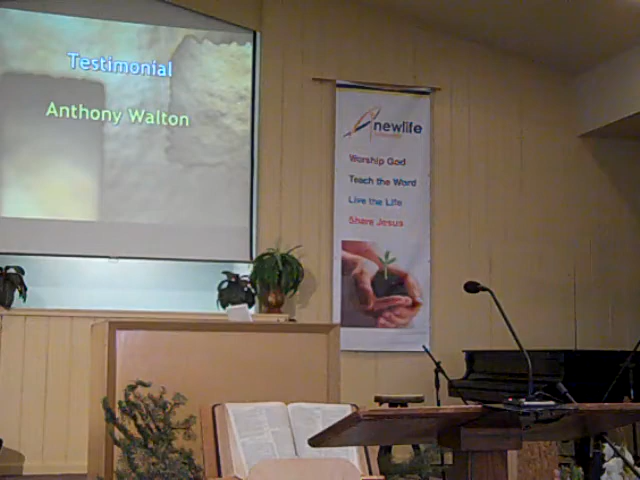 Testimonial
Anthony Walton
newlife
Worship God
Teach the Word
Live the Life
Share Jesus